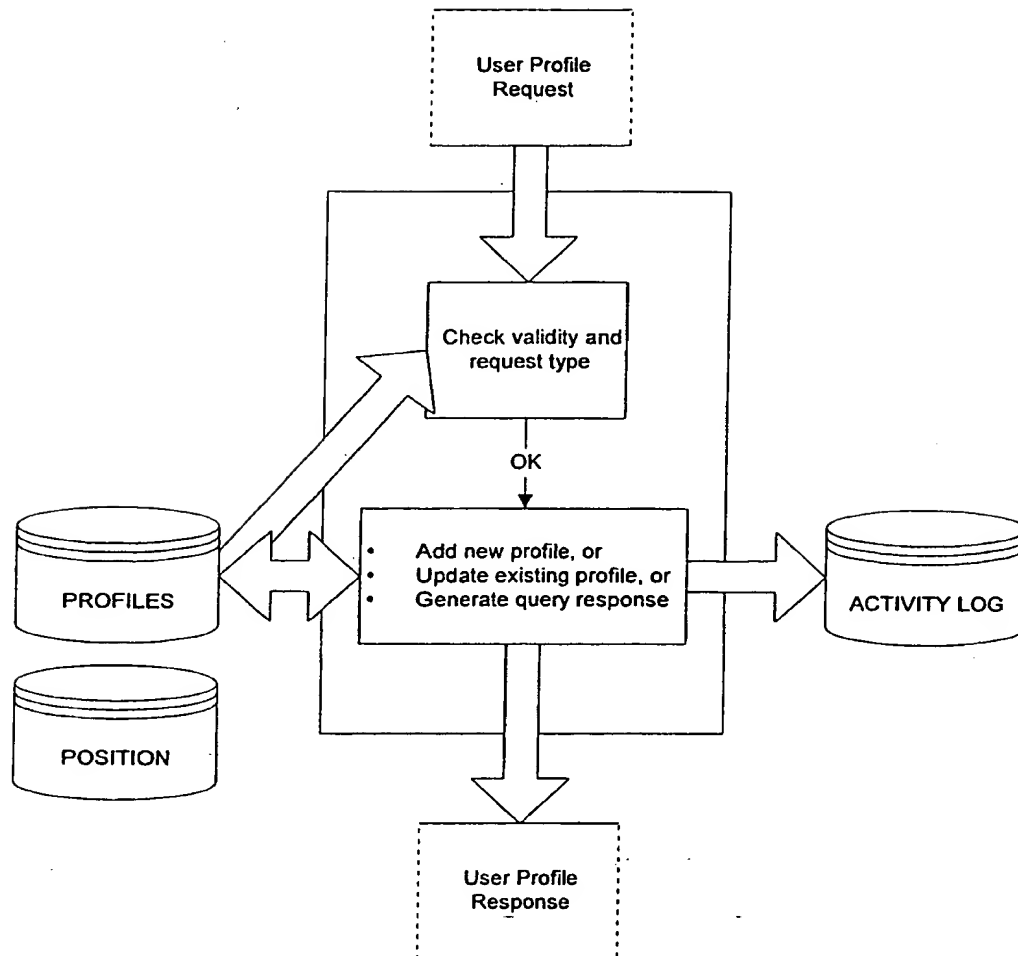 User Profile
Request
Check validity and
request type
OK
• Add new profile, or
• Update existing profile, or
• Generate query response
PROFILES
ACTIVITY LOG
POSITION
User Profile
Response